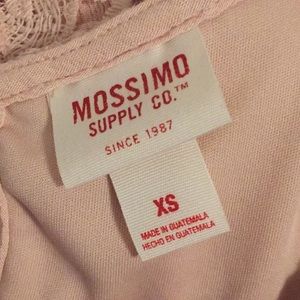 MOSSIMO
SUPPLY CO.™
SINCE 1987
XS
MADE IN GUATEMALA
HECHO EN GUATEMALA